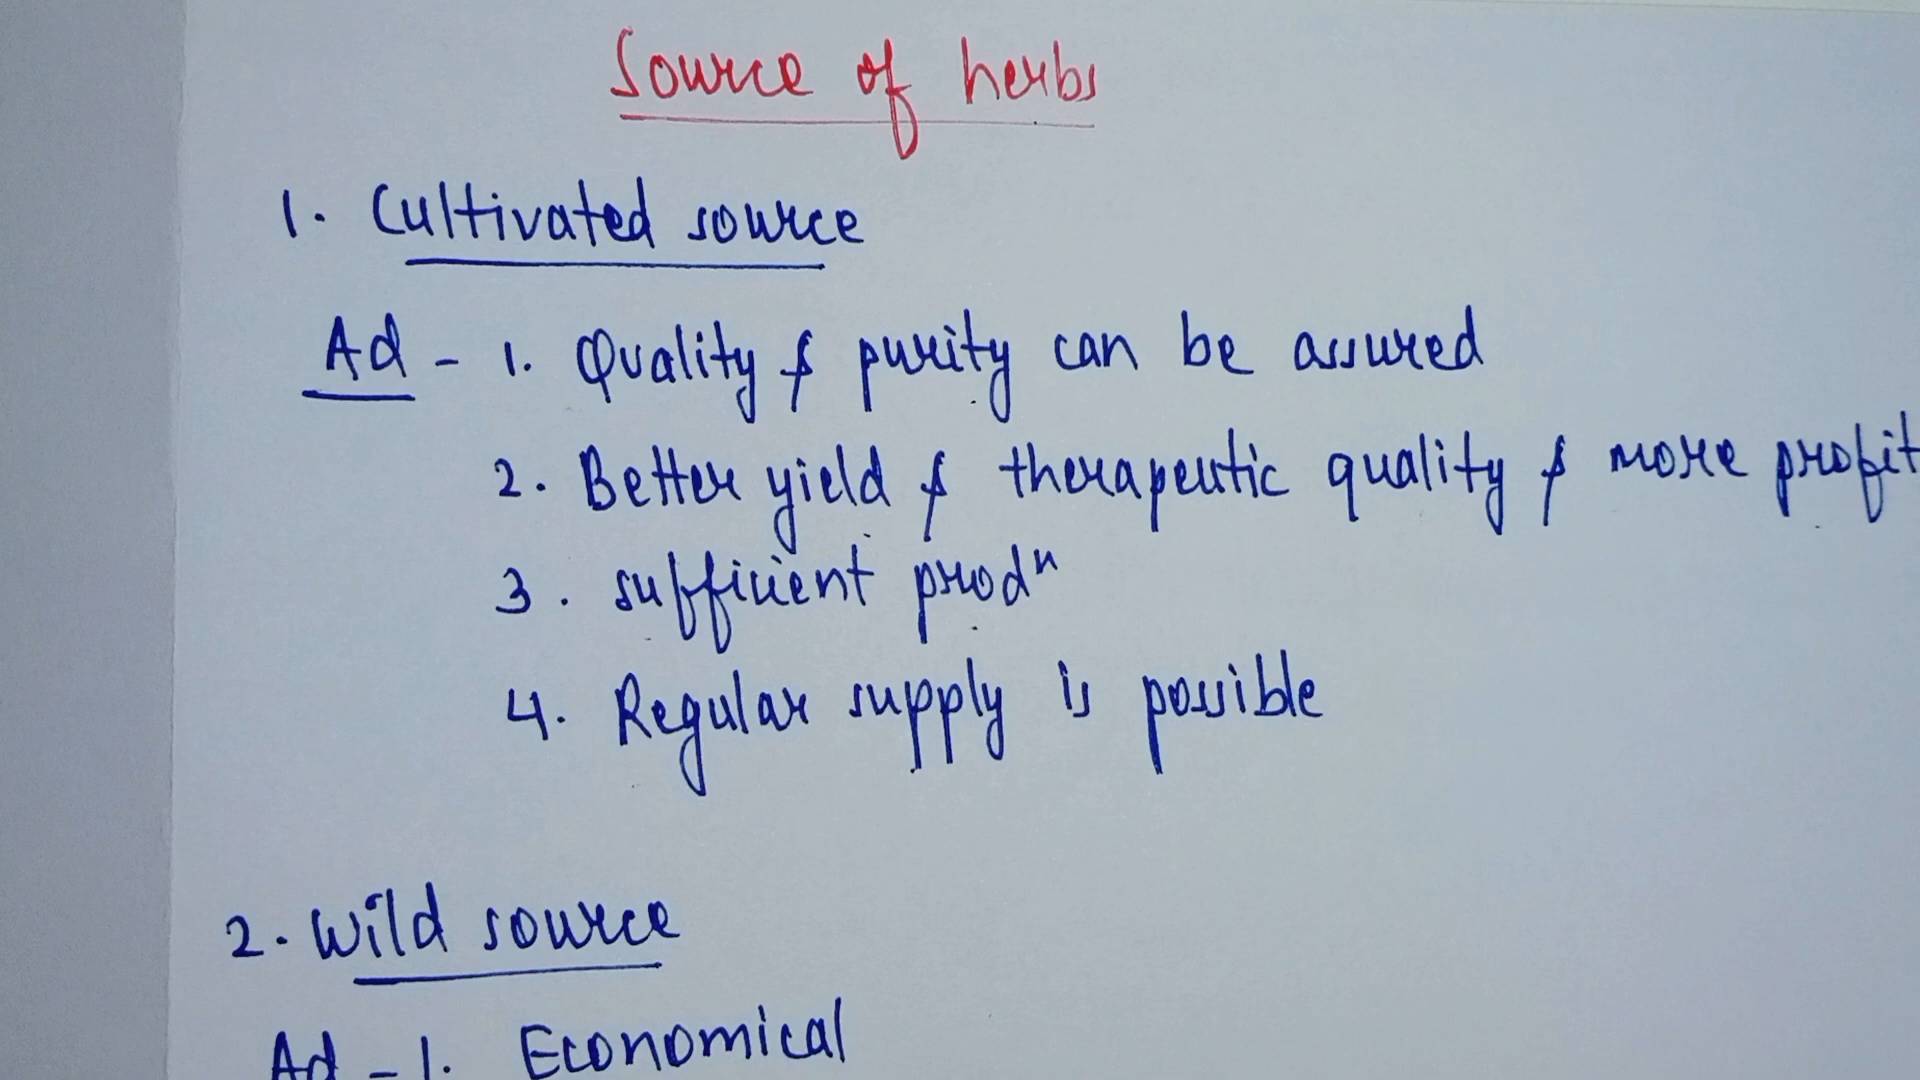 Source of herbs
1. Cultivated source
Ad - 1. Quality & purity can be assured
2. Better yield & therapeutic quality & more profit
3. sufficient prodⁿ
4. Regular supply is possible
2. Wild source
Ad - 1. Economical